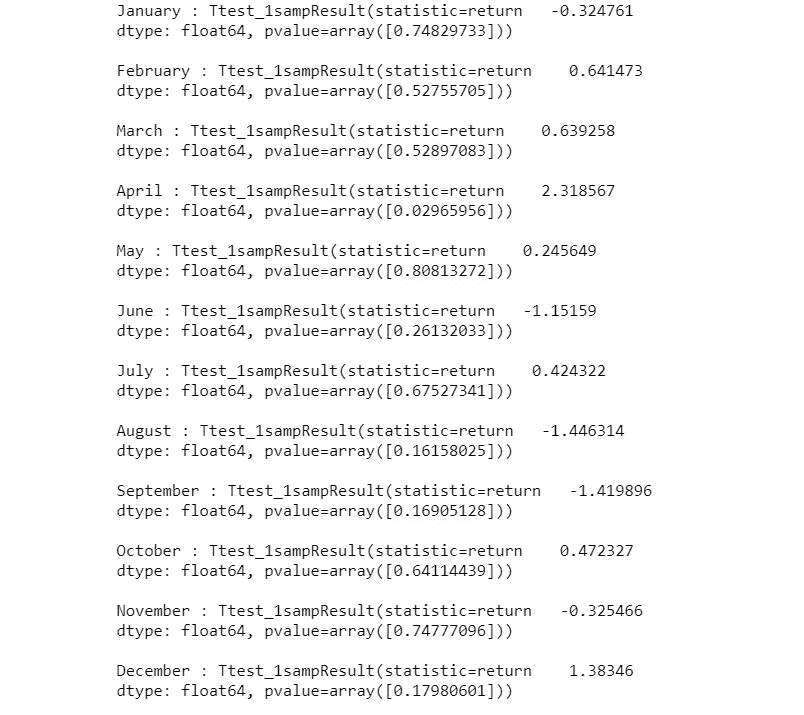 January : Ttest_1sampResult(statistic=return   -0.324761
dtype: float64, pvalue=array([0.74829733]))
February : Ttest_1sampResult(statistic=return    0.641473
dtype: float64, pvalue=array([0.52755705]))
March : Ttest_1sampResult(statistic=return    0.639258
dtype: float64, pvalue=array([0.52897083]))
April : Ttest_1sampResult(statistic=return    2.318567
dtype: float64, pvalue=array([0.02965956]))
May : Ttest_1sampResult(statistic=return    0.245649
dtype: float64, pvalue=array([0.80813272]))
June : Ttest_1sampResult(statistic=return   -1.15159
dtype: float64, pvalue=array([0.26132033]))
July : Ttest_1sampResult(statistic=return    0.424322
dtype: float64, pvalue=array([0.67527341]))
August : Ttest_1sampResult(statistic=return   -1.446314
dtype: float64, pvalue=array([0.16158025]))
September : Ttest_1sampResult(statistic=return   -1.419896
dtype: float64, pvalue=array([0.16905128]))
October : Ttest_1sampResult(statistic=return    0.472327
dtype: float64, pvalue=array([0.64114439]))
November : Ttest_1sampResult(statistic=return   -0.325466
dtype: float64, pvalue=array([0.74777096]))
December : Ttest_1sampResult(statistic=return    1.38346
dtype: float64, pvalue=array([0.17980601]))